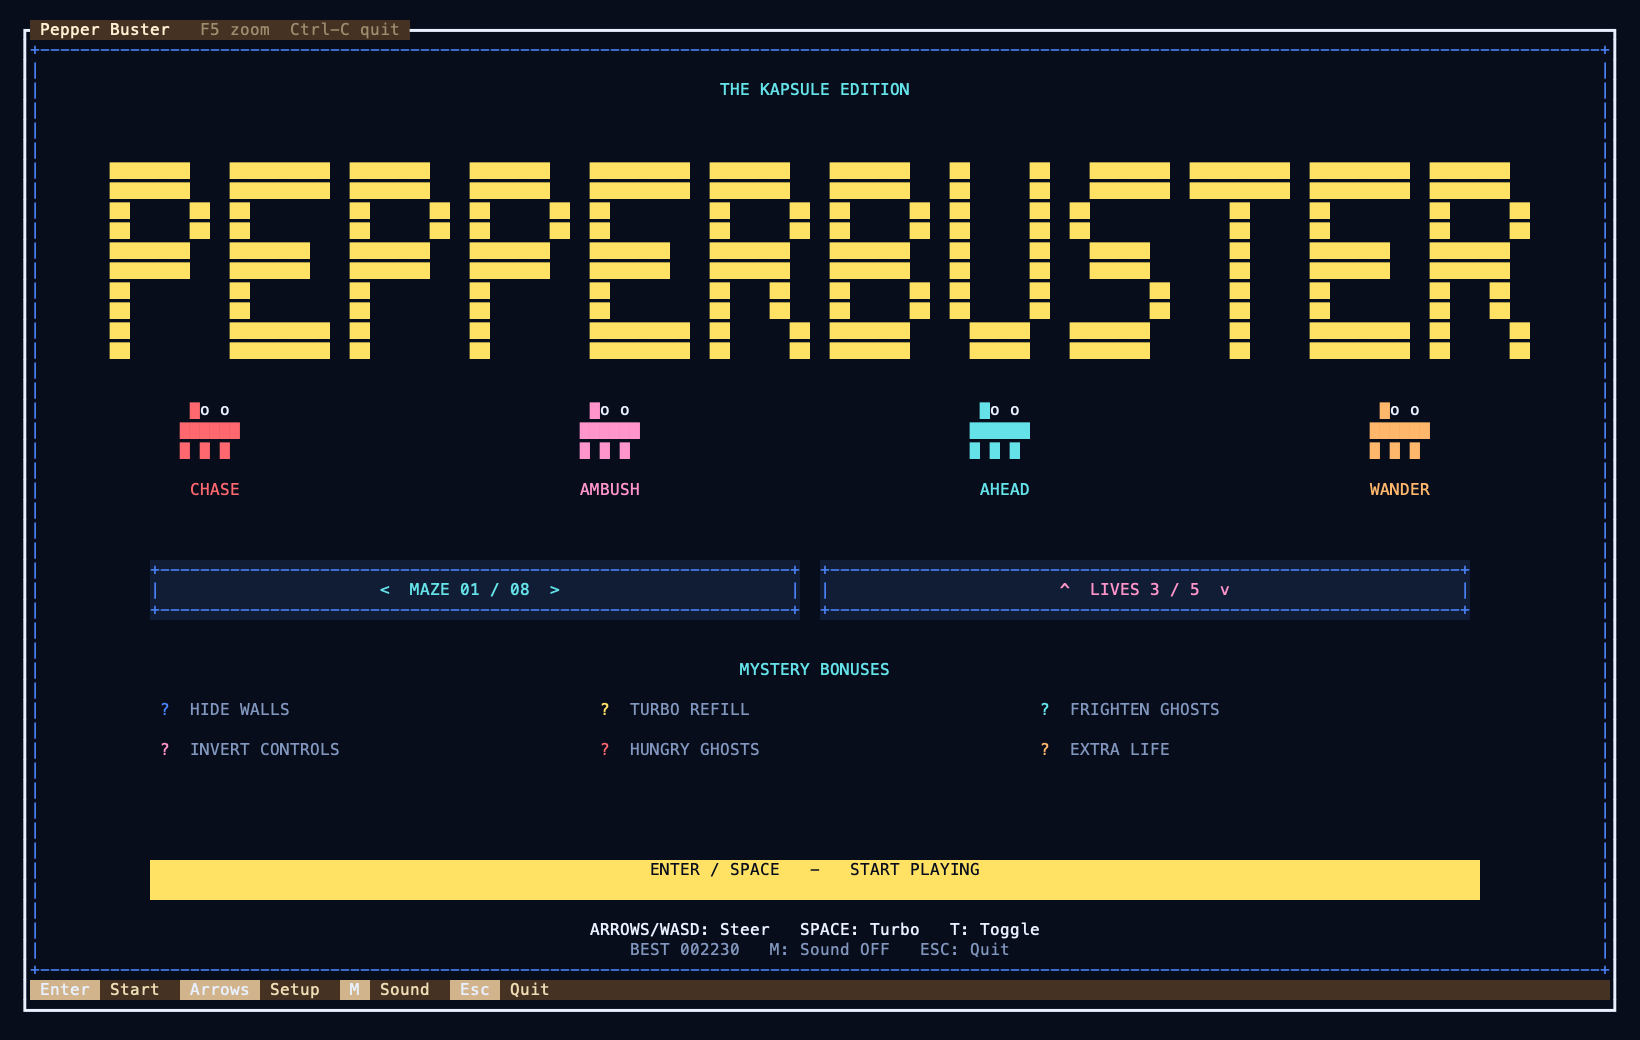 Pepper Buster F5 zoom Ctrl-C quit
THE KAPSULE EDITION
PEPPERBUSTER
o o o o o o o o
CHASE AMBUSH AHEAD WANDER
< MAZE 01 / 08 > ^ LIVES 3 / 5 v
MYSTERY BONUSES
? HIDE WALLS ? TURBO REFILL ? FRIGHTEN GHOSTS
? INVERT CONTROLS ? HUNGRY GHOSTS ? EXTRA LIFE
ENTER / SPACE - START PLAYING
ARROWS/WASD: Steer SPACE: Turbo T: Toggle
BEST 002230 M: Sound OFF ESC: Quit
Enter Start Arrows Setup M Sound Esc Quit